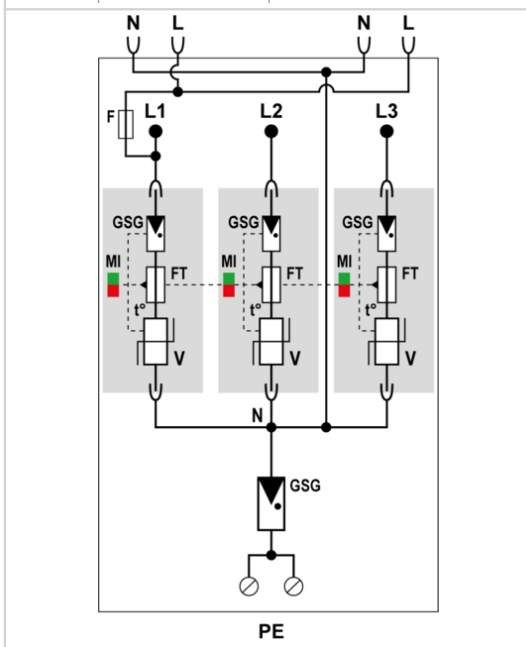 N L N L
F L1 L2 L3
GSG GSG GSG
MI FT MI FT MI FT
t° t° t°
V V V
N
GSG
PE